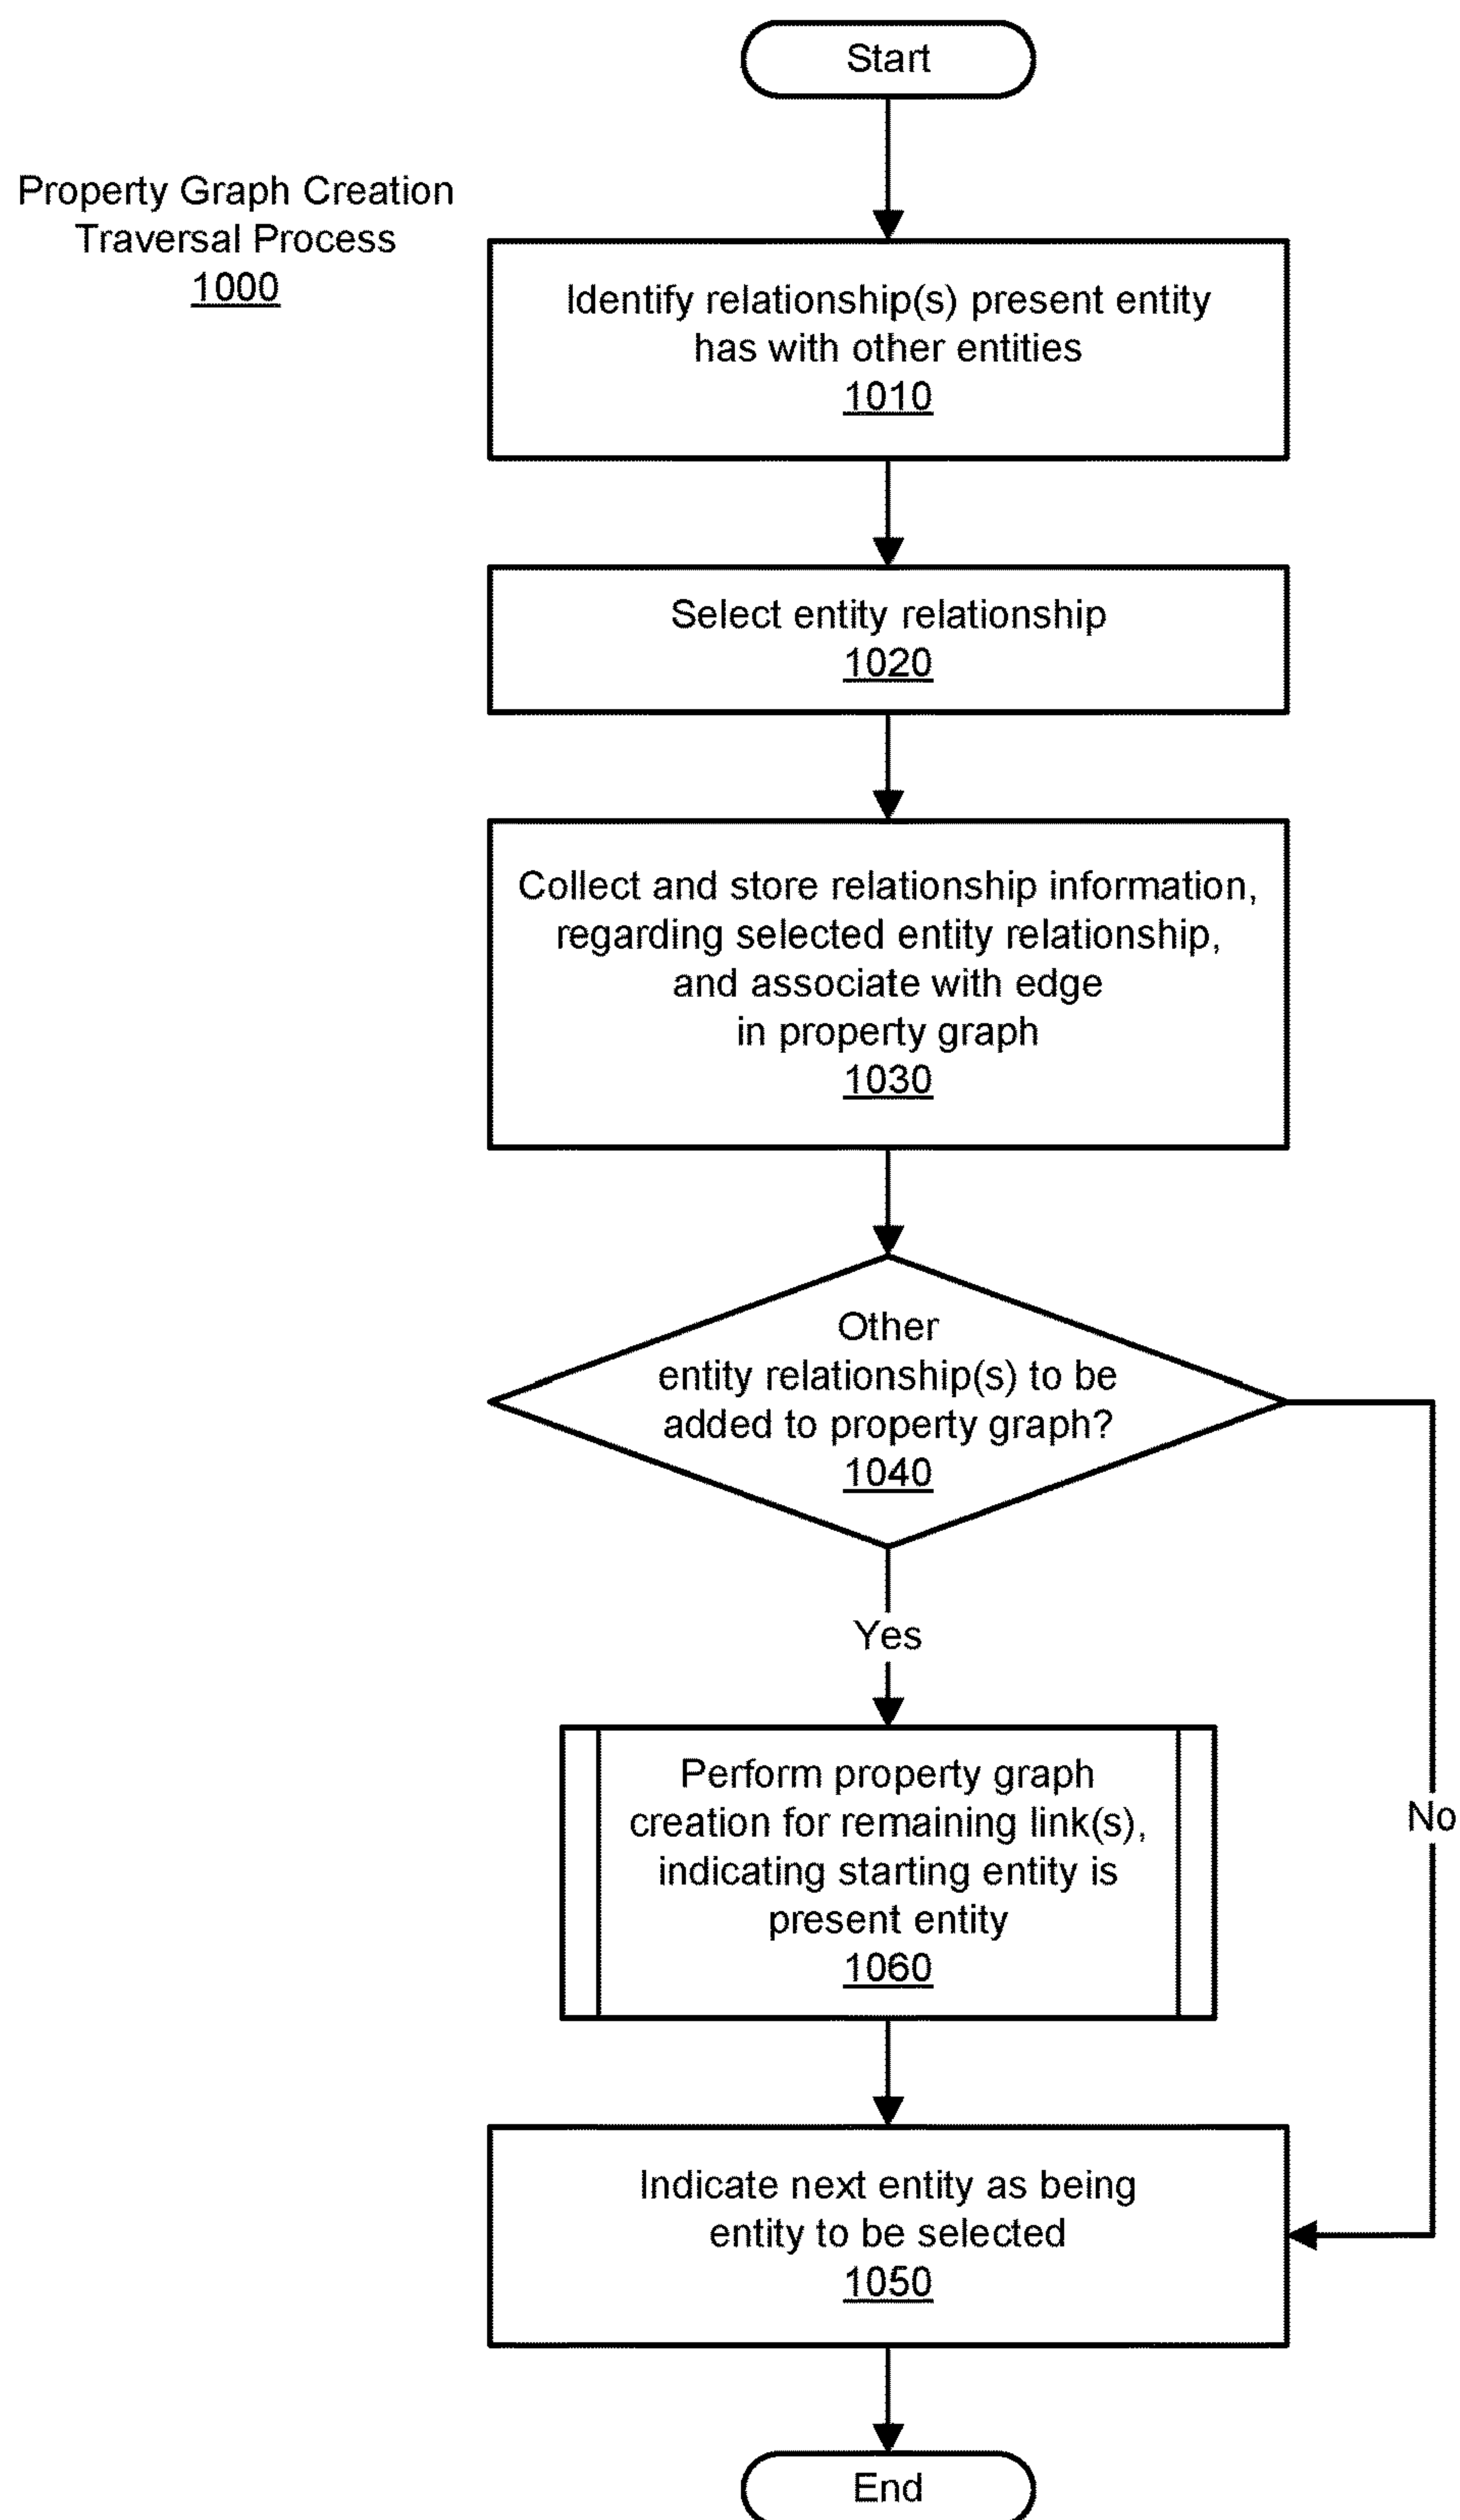 Start
Property Graph Creation
Traversal Process
1000
Identify relationship(s) present entity
has with other entities
1010
Select entity relationship
1020
Collect and store relationship information,
regarding selected entity relationship,
and associate with edge
in property graph
1030
Other
entity relationship(s) to be
added to property graph?
1040
Yes
No
Perform property graph
creation for remaining link(s),
indicating starting entity is
present entity
1060
Indicate next entity as being
entity to be selected
1050
End